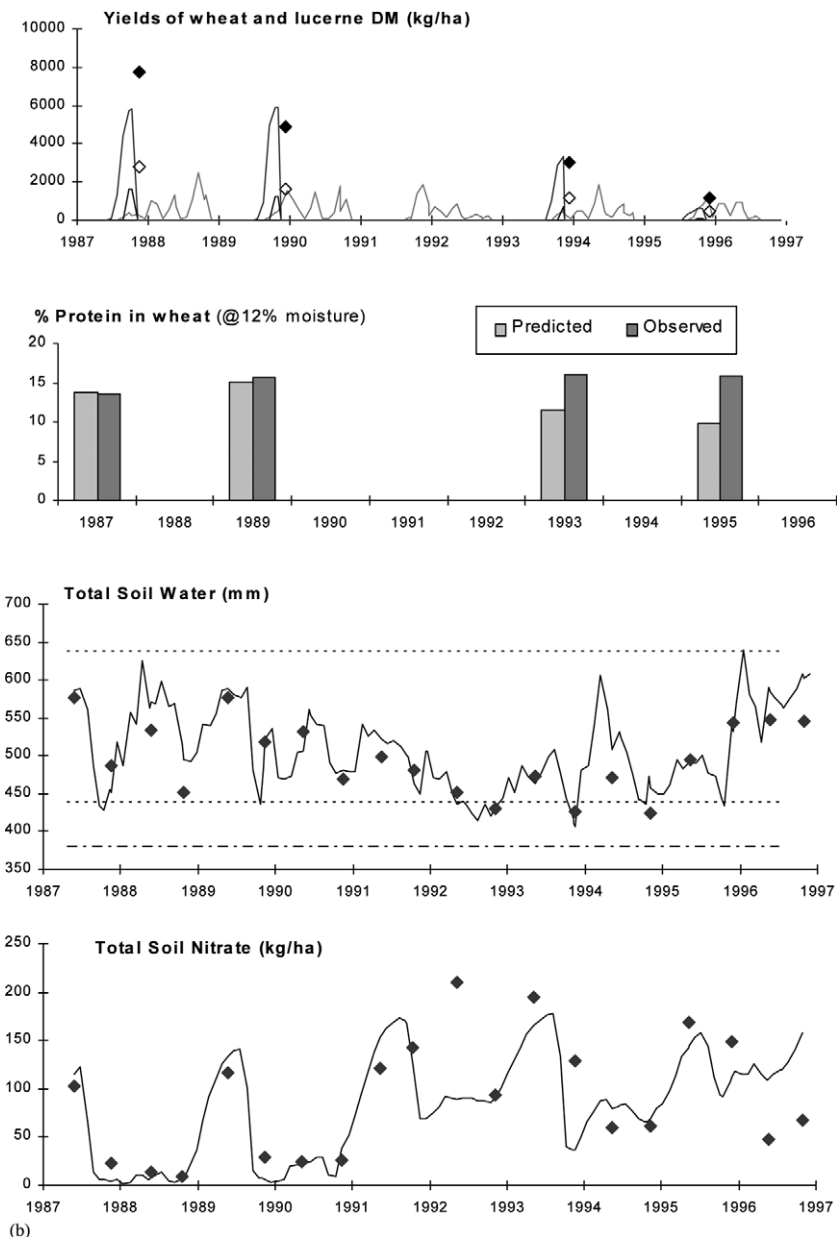 Yields of wheat and lucerne DM (kg/ha)
10000
8000
6000
4000
2000
0
1987 1988 1989 1990 1991 1992 1993 1994 1995 1996 1997
% Protein in wheat (@12% moisture)
Predicted Observed
20
15
10
5
0
1987 1988 1989 1990 1991 1992 1993 1994 1995 1996
Total Soil Water (mm)
700
650
600
550
500
450
400
350
1987 1988 1989 1990 1991 1992 1993 1994 1995 1996 1997
Total Soil Nitrate (kg/ha)
250
200
150
100
50
0
1987 1988 1989 1990 1991 1992 1993 1994 1995 1996 1997
(b)